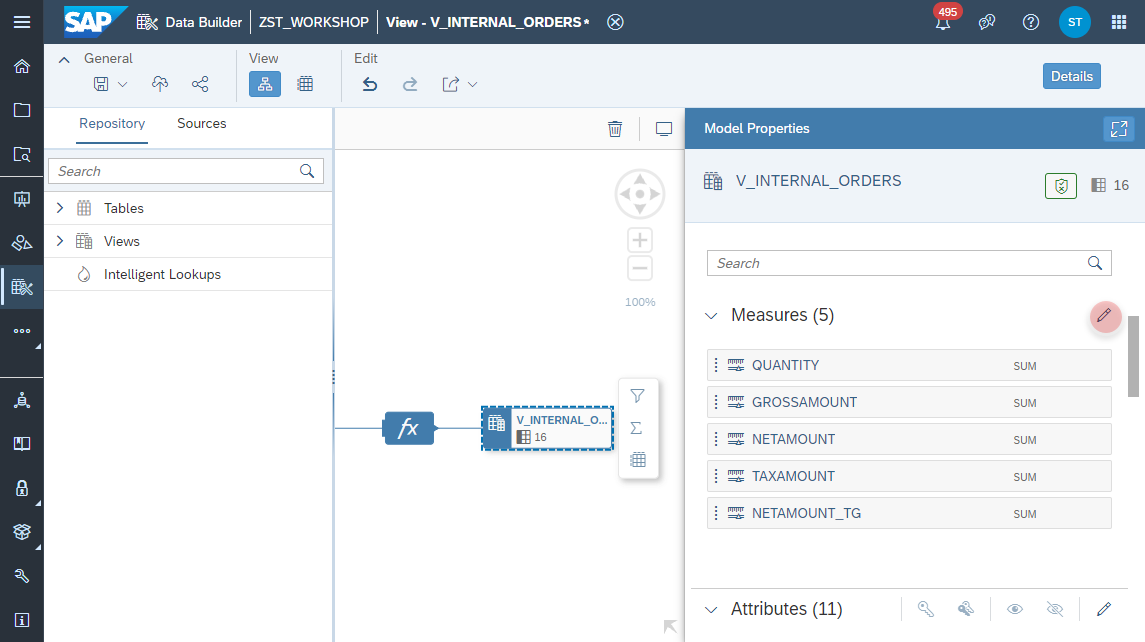 SAP Data Builder ZST_WORKSHOP View - V_INTERNAL_ORDERS* 495 ST
General View Edit
Details
Repository Sources
Search
Tables
Views
Intelligent Lookups
100%
fx V_INTERNAL_O...
16
Model Properties
V_INTERNAL_ORDERS 16
Search
Measures (5)
QUANTITY SUM
GROSSAMOUNT SUM
NETAMOUNT SUM
TAXAMOUNT SUM
NETAMOUNT_TG SUM
Attributes (11)